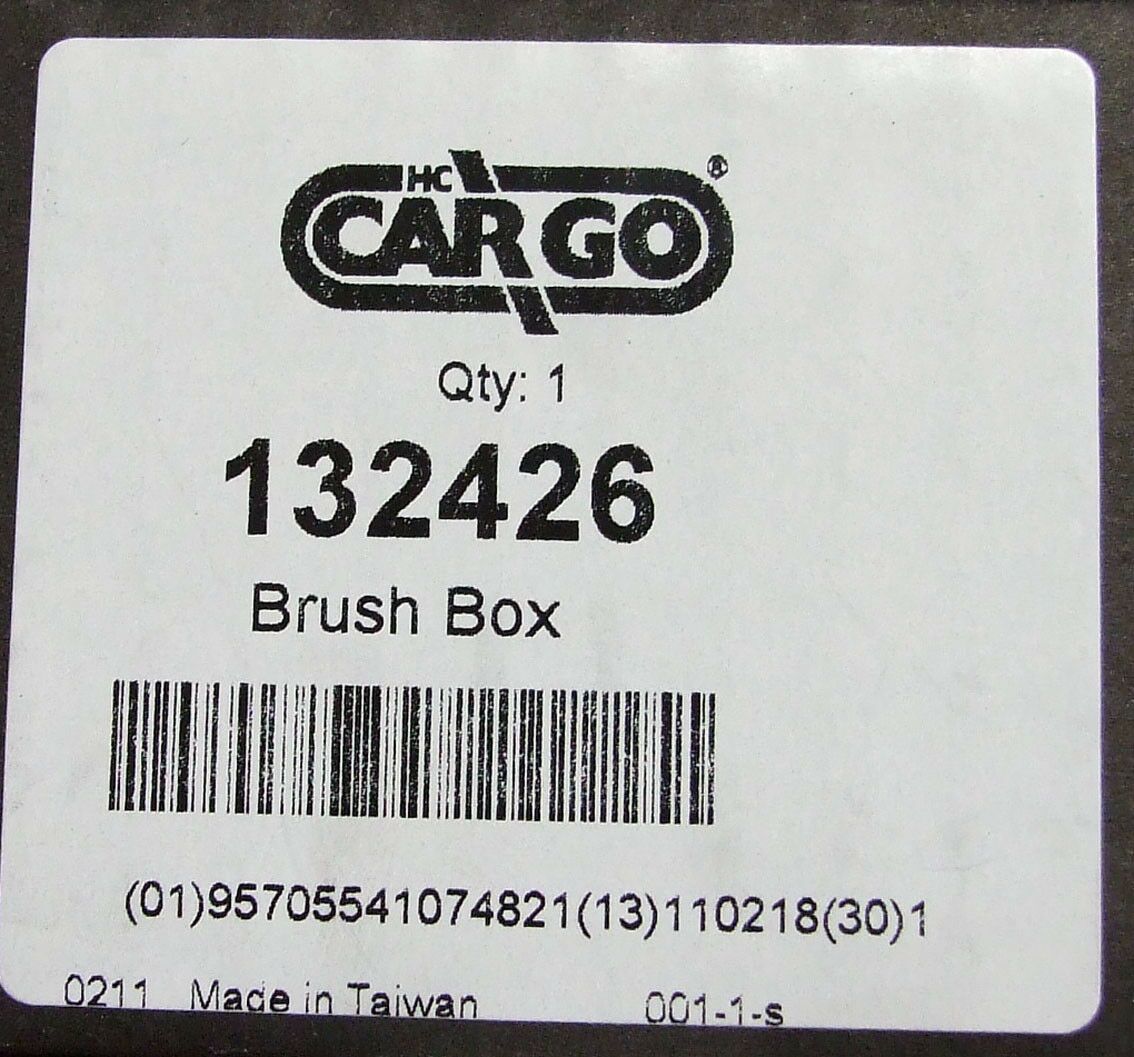 HC
CARGO®
Qty: 1
132426
Brush Box
(01)95705541074821(13)110218(30)1
0211 Made in Taiwan 001-1-s